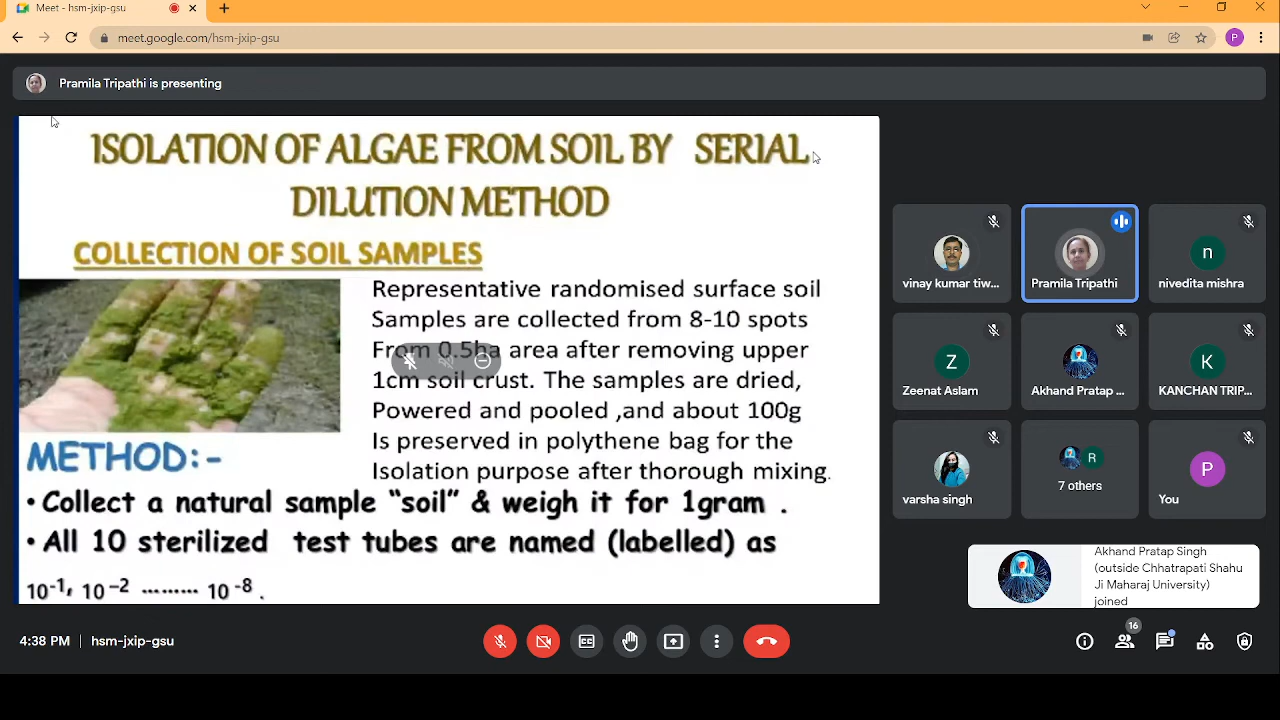 Meet - hsm-jxip-gsu
meet.google.com/hsm-jxip-gsu
P
Pramila Tripathi is presenting
ISOLATION OF ALGAE FROM SOIL BY SERIAL
DILUTION METHOD
COLLECTION OF SOIL SAMPLES
Representative randomised surface soil
Samples are collected from 8-10 spots
From 0.5ha area after removing upper
1cm soil crust. The samples are dried,
Powered and pooled ,and about 100g
Is preserved in polythene bag for the
Isolation purpose after thorough mixing.
METHOD:-
• Collect a natural sample “soil” & weigh it for 1gram .
• All 10 sterilized test tubes are named (labelled) as
10-1, 10-2 ......... 10-8 .
vinay kumar tiw...
Pramila Tripathi
n
nivedita mishra
Z
Zeenat Aslam
Akhand Pratap ...
K
KANCHAN TRIP...
varsha singh
R
7 others
P
You
Akhand Pratap Singh
(outside Chhatrapati Shahu
Ji Maharaj University)
joined
4:38 PM | hsm-jxip-gsu
CC
16